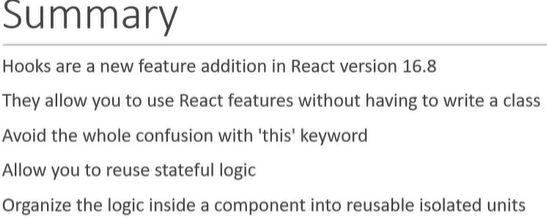 Summary
Hooks are a new feature addition in React version 16.8
They allow you to use React features without having to write a class
Avoid the whole confusion with 'this' keyword
Allow you to reuse stateful logic
Organize the logic inside a component into reusable isolated units